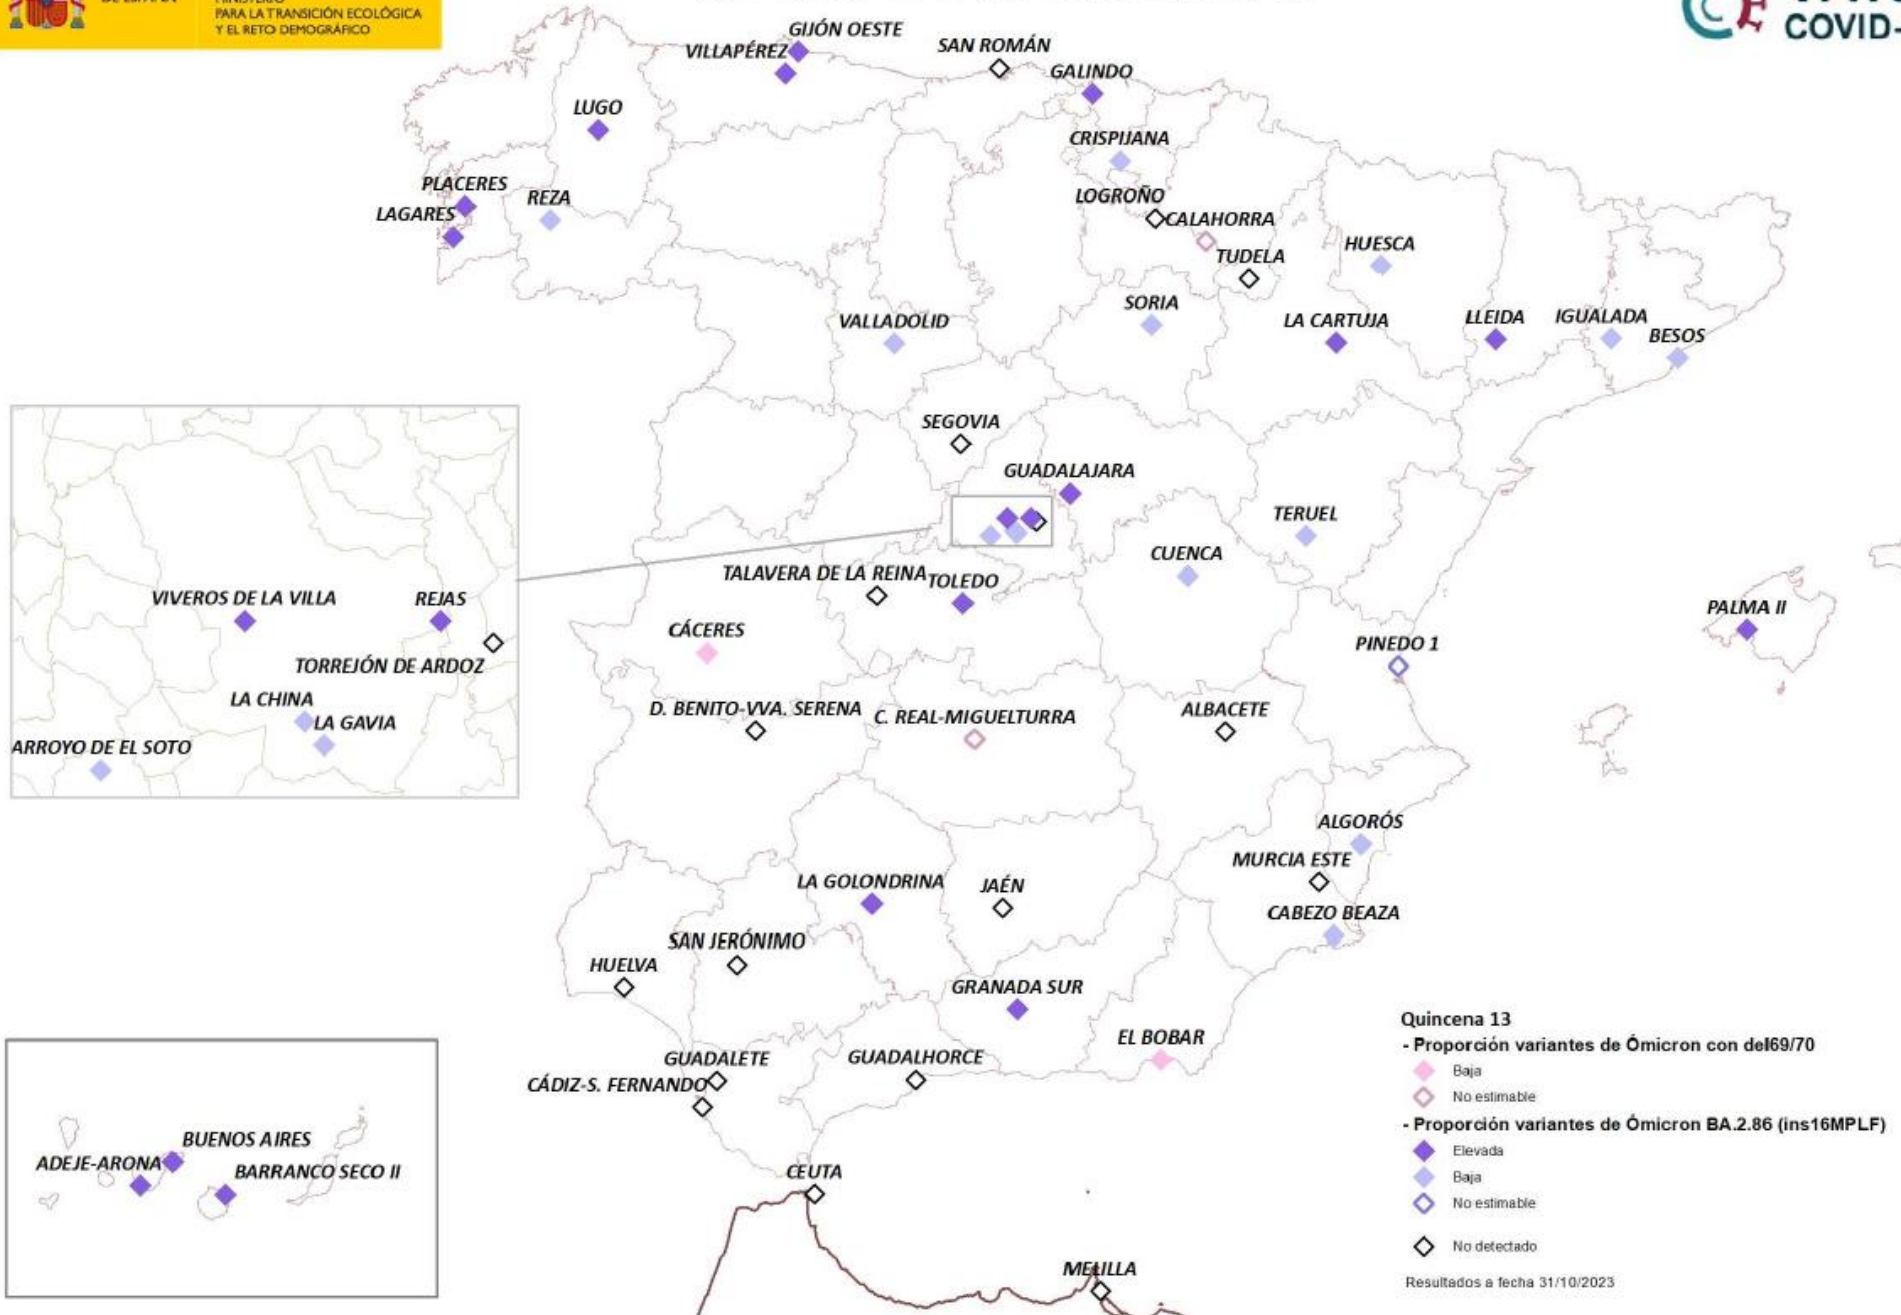 MINISTERIO
PARA LA TRANSICIÓN ECOLÓGICA
Y EL RETO DEMOGRÁFICO
COVID-
GIJÓN OESTE
VILLAPÉREZ
SAN ROMÁN
GALINDO
LUGO
CRISPIJANA
PLACERES
REZA
LAGARES
LOGROÑO
CALAHORRA
TUDELA
HUESCA
SORIA
VALLADOLID
LA CARTUJA
LLEIDA
IGUALADA
BESOS
SEGOVIA
GUADALAJARA
TERUEL
CUENCA
TALAVERA DE LA REINA
TOLEDO
VIVEROS DE LA VILLA
REJAS
TORREJÓN DE ARDOZ
LA CHINA
LA GAVIA
ARROYO DE EL SOTO
CÁCERES
PALMA II
PINEDO 1
D. BENITO-VVA. SERENA
C. REAL-MIGUELTURRA
ALBACETE
ALGORÓS
MURCIA ESTE
LA GOLONDRINA
JAÉN
CABEZO BEAZA
SAN JERÓNIMO
HUELVA
GRANADA SUR
EL BOBAR
GUADALETE
GUADALHORCE
CÁDIZ-S. FERNANDO
BUENOS AIRES
ADEJE-ARONA
BARRANCO SECO II
CEUTA
MELILLA
Quincena 13
- Proporción variantes de Ómicron con del69/70
Baja
No estimable
- Proporción variantes de Ómicron BA.2.86 (ins16MPLF)
Elevada
Baja
No estimable
No detectado
Resultados a fecha 31/10/2023